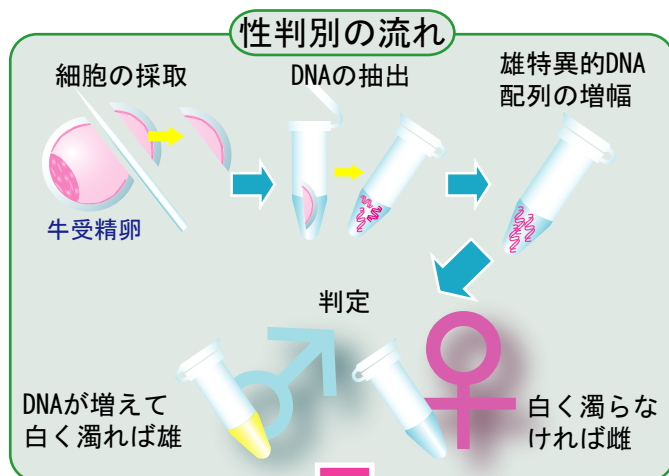 性判別の流れ
細胞の採取
DNAの抽出
雄特異的DNA
配列の増幅
牛受精卵
判定
DNAが増えて
白く濁れば雄
白く濁らな
ければ雌